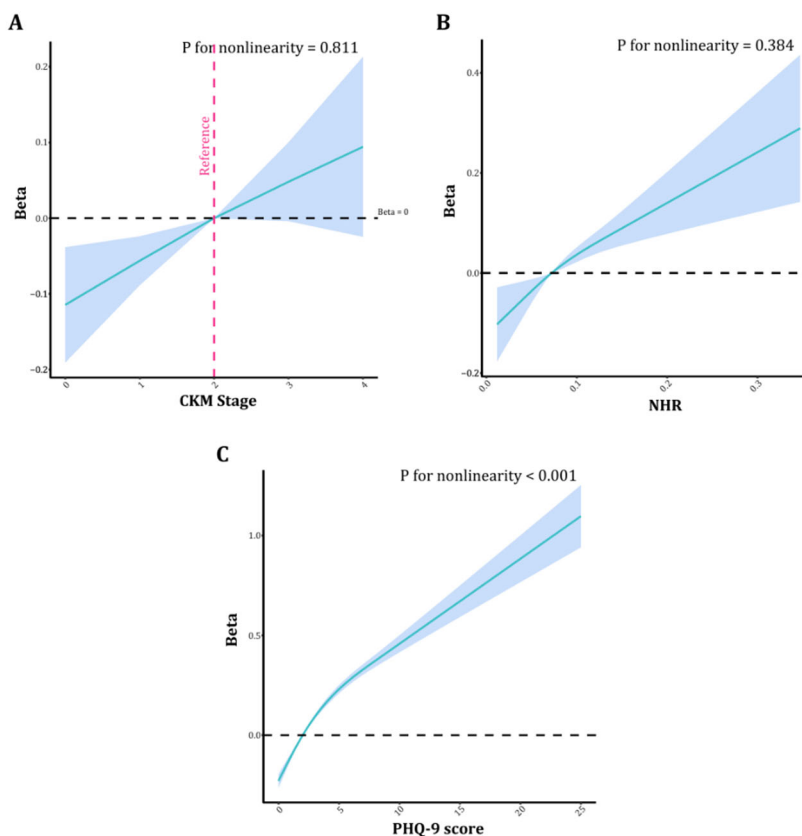 A
P for nonlinearity = 0.811
0.2
0.1
0.0
−0.1
−0.2
Beta
Reference
Beta = 0
0
1
2
3
4
CKM Stage
B
P for nonlinearity = 0.384
0.4
0.2
0.0
−0.2
Beta
0.0
0.1
0.2
0.3
NHR
C
P for nonlinearity < 0.001
1.0
0.5
0.0
Beta
0
5
10
15
20
25
PHQ-9 score